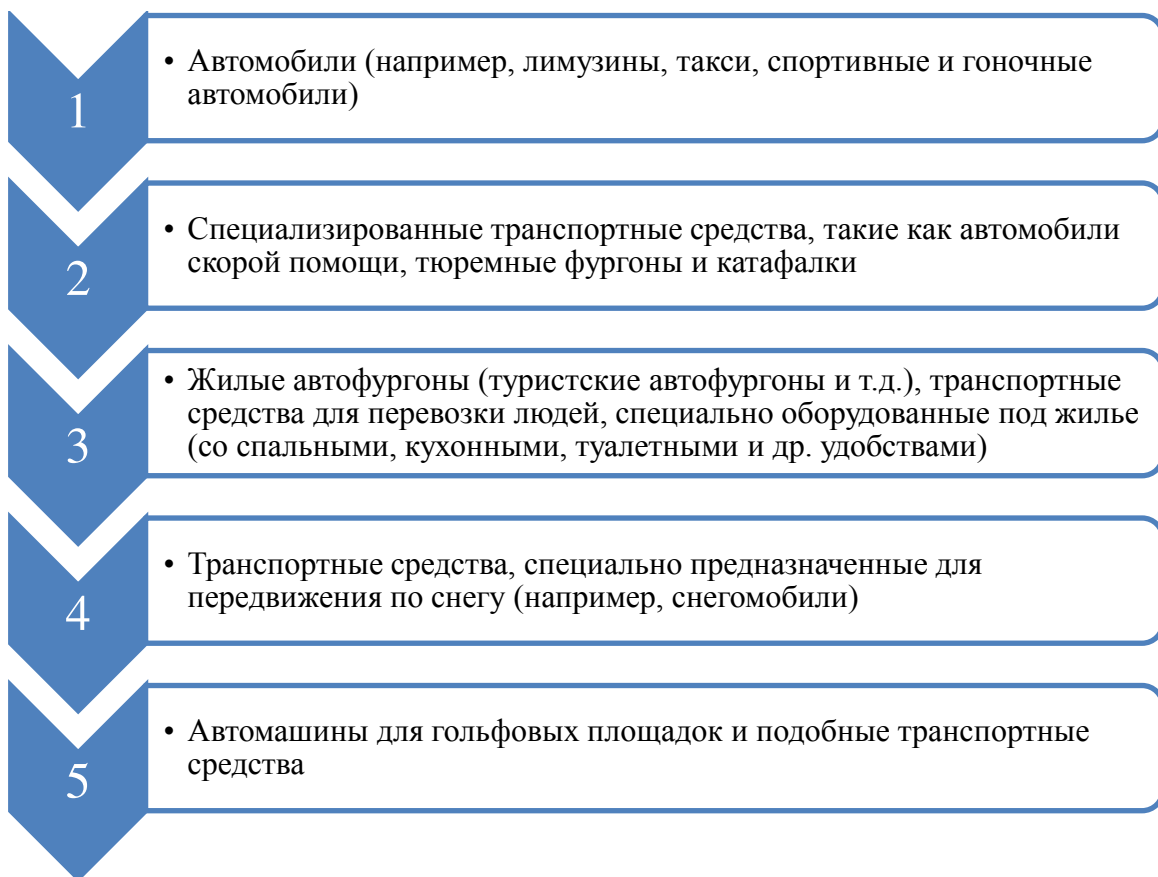 1
• Автомобили (например, лимузины, такси, спортивные и гоночные
автомобили)
2
• Специализированные транспортные средства, такие как автомобили
скорой помощи, тюремные фургоны и катафалки
3
• Жилые автофургоны (туристские автофургоны и т.д.), транспортные
средства для перевозки людей, специально оборудованные под жилье
(со спальными, кухонными, туалетными и др. удобствами)
4
• Транспортные средства, специально предназначенные для
передвижения по снегу (например, снегомобили)
5
• Автомашины для гольфовых площадок и подобные транспортные
средства